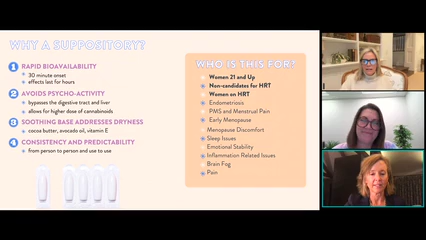 WHY A SUPPOSITORY?
1 RAPID BIOAVAILABILITY
30 minute onset
effects last for hours
2 AVOIDS PSYCHO-ACTIVITY
bypasses the digestive tract and liver
allows for higher dose of cannabinoids
3 SOOTHING BASE ADDRESSES DRYNESS
cocoa butter, avocado oil, vitamin E
4 CONSISTENCY AND PREDICTABILITY
from person to person and use to use
WHO IS THIS FOR?
Women 21 and Up
Non-candidates for HRT
Women on HRT
Endometriosis
PMS and Menstrual Pain
Early Menopause
Menopause Discomfort
Sleep Issues
Emotional Stability
Inflammation Related Issues
Brain Fog
Pain